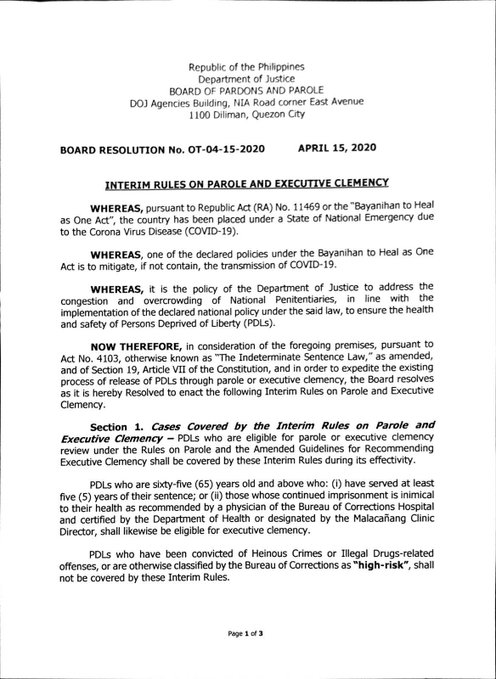 Republic of the Philippines
Department of Justice
BOARD OF PARDONS AND PAROLE
DOJ Agencies Building, NIA Road corner East Avenue
1100 Diliman, Quezon City
BOARD RESOLUTION No. OT-04-15-2020 APRIL 15, 2020
INTERIM RULES ON PAROLE AND EXECUTIVE CLEMENCY
WHEREAS, pursuant to Republic Act (RA) No. 11469 or the "Bayanihan to Heal
as One Act", the country has been placed under a State of National Emergency due
to the Corona Virus Disease (COVID-19).
WHEREAS, one of the declared policies under the Bayanihan to Heal as One
Act is to mitigate, if not contain, the transmission of COVID-19.
WHEREAS, it is the policy of the Department of Justice to address the
congestion and overcrowding of National Penitentiaries, in line with the
implementation of the declared national policy under the said law, to ensure the health
and safety of Persons Deprived of Liberty (PDLs).
NOW THEREFORE, in consideration of the foregoing premises, pursuant to
Act No. 4103, otherwise known as "The Indeterminate Sentence Law," as amended,
and of Section 19, Article VII of the Constitution, and in order to expedite the existing
process of release of PDLs through parole or executive clemency, the Board resolves
as it is hereby Resolved to enact the following Interim Rules on Parole and Executive
Clemency.
Section 1. Cases Covered by the Interim Rules on Parole and
Executive Clemency – PDLs who are eligible for parole or executive clemency
review under the Rules on Parole and the Amended Guidelines for Recommending
Executive Clemency shall be covered by these Interim Rules during its effectivity.
PDLs who are sixty-five (65) years old and above who: (i) have served at least
five (5) years of their sentence; or (ii) those whose continued imprisonment is inimical
to their health as recommended by a physician of the Bureau of Corrections Hospital
and certified by the Department of Health or designated by the Malacañang Clinic
Director, shall likewise be eligible for executive clemency.
PDLs who have been convicted of Heinous Crimes or Illegal Drugs-related
offenses, or are otherwise classified by the Bureau of Corrections as "high-risk", shall
not be covered by these Interim Rules.
Page 1 of 3